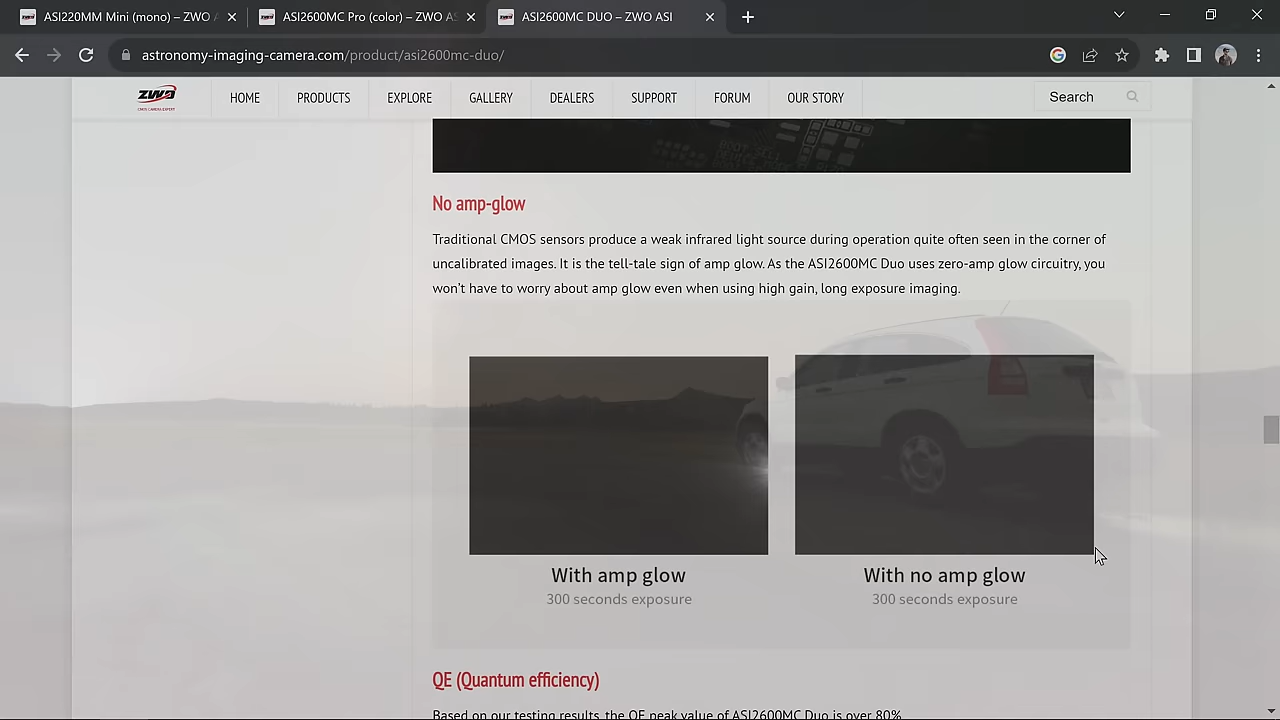 ASI220MM Mini (mono) – ZWO A
ASI2600MC Pro (color) – ZWO AS
ASI2600MC DUO – ZWO ASI
astronomy-imaging-camera.com/product/asi2600mc-duo/
ZWO
HOME
PRODUCTS
EXPLORE
GALLERY
DEALERS
SUPPORT
FORUM
OUR STORY
Search
No amp-glow
Traditional CMOS sensors produce a weak infrared light source during operation quite often seen in the corner of
uncalibrated images. It is the tell-tale sign of amp glow. As the ASI2600MC Duo uses zero-amp glow circuitry, you
won't have to worry about amp glow even when using high gain, long exposure imaging.
With amp glow
300 seconds exposure
With no amp glow
300 seconds exposure
QE (Quantum efficiency)
Based on our testing results, the QE peak value of ASI2600MC Duo is over 80%